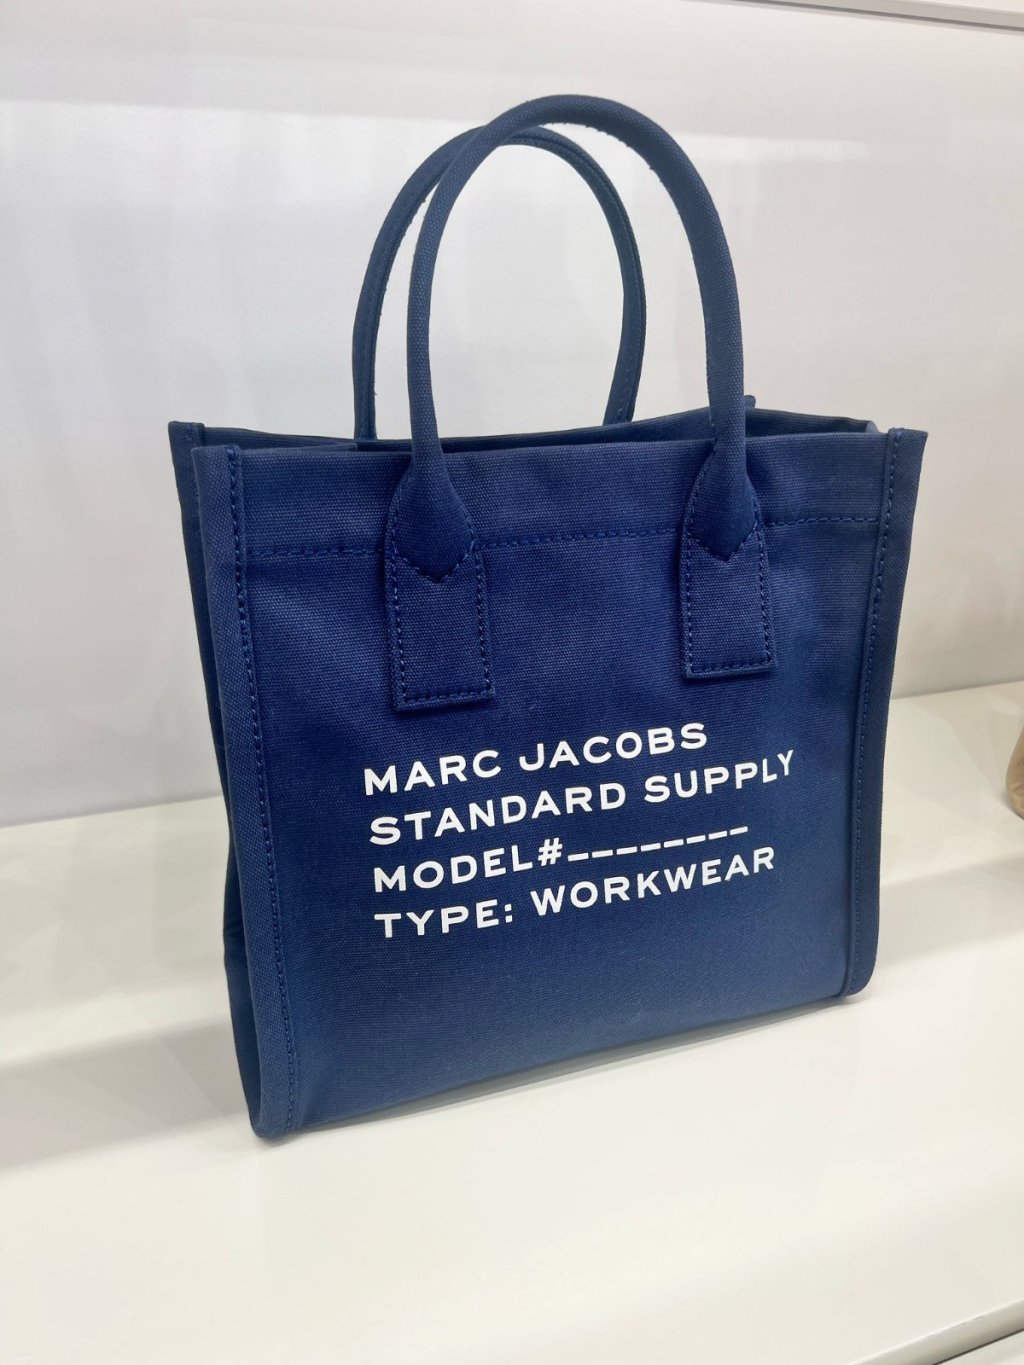 MARC JACOBS
STANDARD SUPPLY
MODEL#________
TYPE: WORKWEAR